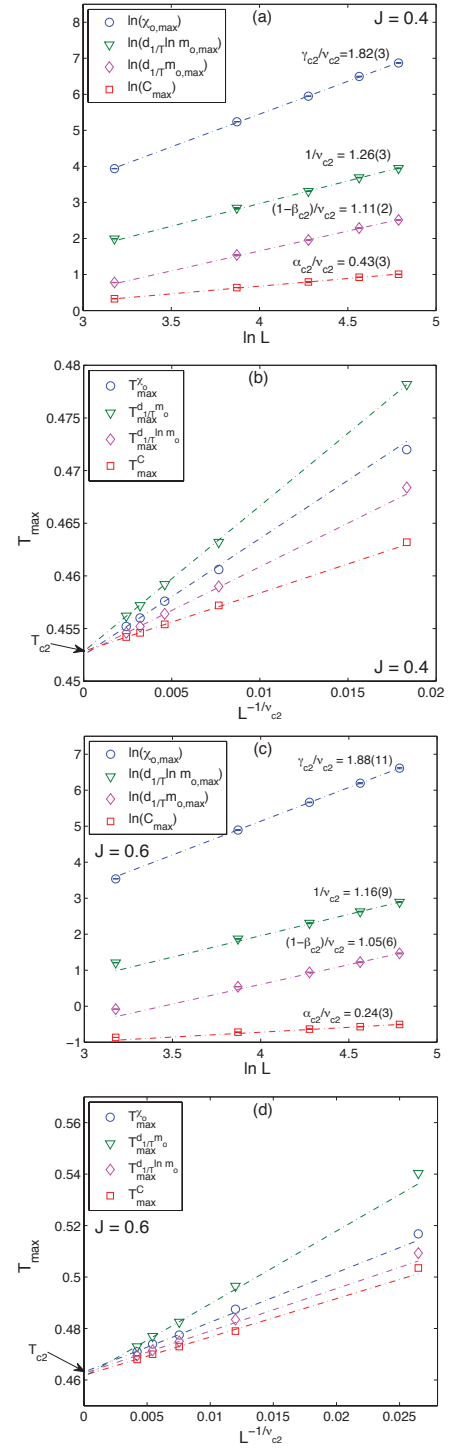 (a)
J = 0.4
ln(χo,max)
ln(d1/T ln mo,max)
ln(d1/T mo,max)
ln(Cmax)
γc2/νc2=1.82(3)
1/νc2 = 1.26(3)
(1−βc2)/νc2 = 1.11(2)
αc2/νc2 = 0.43(3)
7
6
5
4
3
2
1
0
3 3.5 4 4.5 5
ln L
(b)
Tmax^χo
Tmax^d1/T mo
Tmax^d1/T ln mo
Tmax^C
0.48
0.475
0.47
0.465
0.46
0.455
0.45
Tmax
Tc2
J = 0.4
0 0.005 0.01 0.015 0.02
L^−1/νc2
(c)
ln(χo,max)
ln(d1/T ln mo,max)
ln(d1/T mo,max)
ln(Cmax)
J = 0.6
γc2/νc2 = 1.88(11)
1/νc2 = 1.16(9)
(1−βc2)/νc2 = 1.05(6)
αc2/νc2 = 0.24(3)
7
6
5
4
3
2
1
0
−1
3 3.5 4 4.5 5
ln L
(d)
Tmax^χo
Tmax^d1/T mo
Tmax^d1/T ln mo
Tmax^C
J = 0.6
0.56
0.54
0.52
0.5
0.48
0.46
Tmax
Tc2
0 0.005 0.01 0.015 0.02 0.025
L^−1/νc2